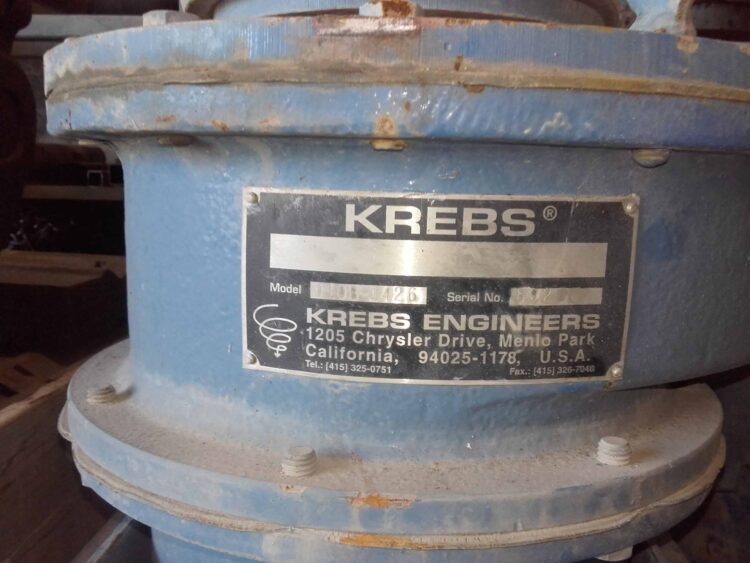 KREBS®
Model
Serial No.
KREBS ENGINEERS
1205 Chrysler Drive, Menlo Park
California, 94025-1178, U.S.A.
Tel.: [415] 325-0751
Fax.: [415] 326-7048